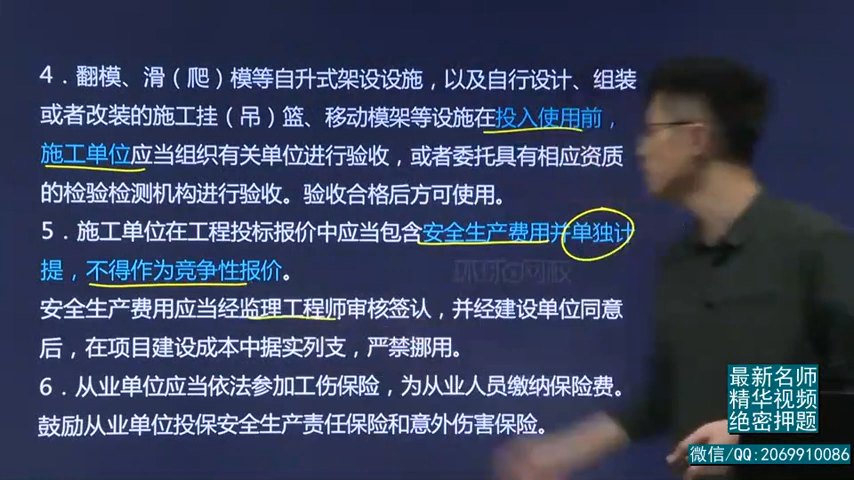 4．翻模、滑（爬）模等自升式架设设施，以及自行设计、组装
或者改装的施工挂（吊）篮、移动模架等设施在投入使用前，
施工单位应当组织有关单位进行验收，或者委托具有相应资质
的检验检测机构进行验收。验收合格后方可使用。
5．施工单位在工程投标报价中应当包含安全生产费用并单独计
提，不得作为竞争性报价。
环球网校
安全生产费用应当经监理工程师审核签认，并经建设单位同意
后，在项目建设成本中据实列支，严禁挪用。
6．从业单位应当依法参加工伤保险，为从业人员缴纳保险费。
鼓励从业单位投保安全生产责任保险和意外伤害保险。
最新名师
精华视频
绝密押题
微信/QQ:2069910086